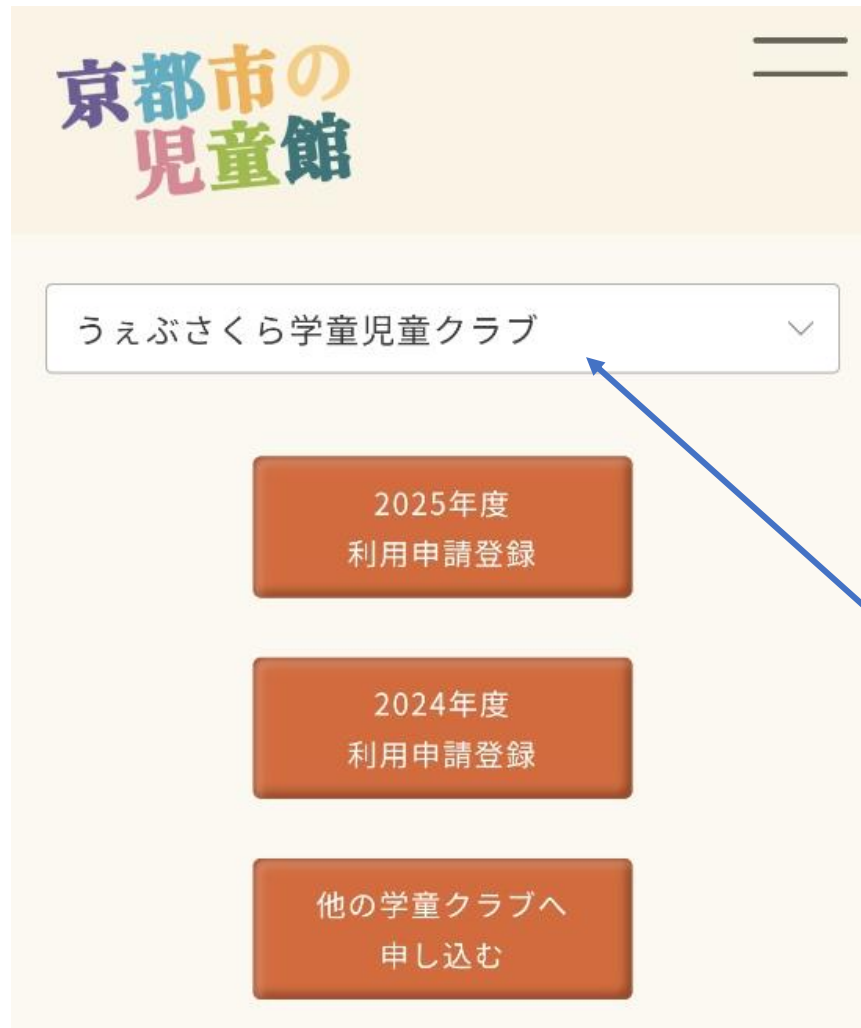 京都市の
児童館
うぇぶさくら学童児童クラブ
2025年度
利用申請登録
2024年度
利用申請登録
他の学童クラブへ
申し込む